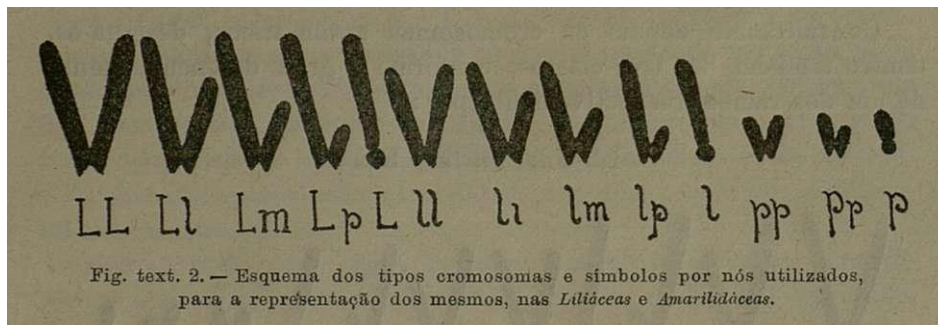 LL Ll Lm Lp L ll lı lm lp l pp Pp p
Fig. text. 2. — Esquema dos tipos cromosomas e símbolos por nós utilizados,
para a representação dos mesmos, nas Liliáceas e Amarilidáceas.